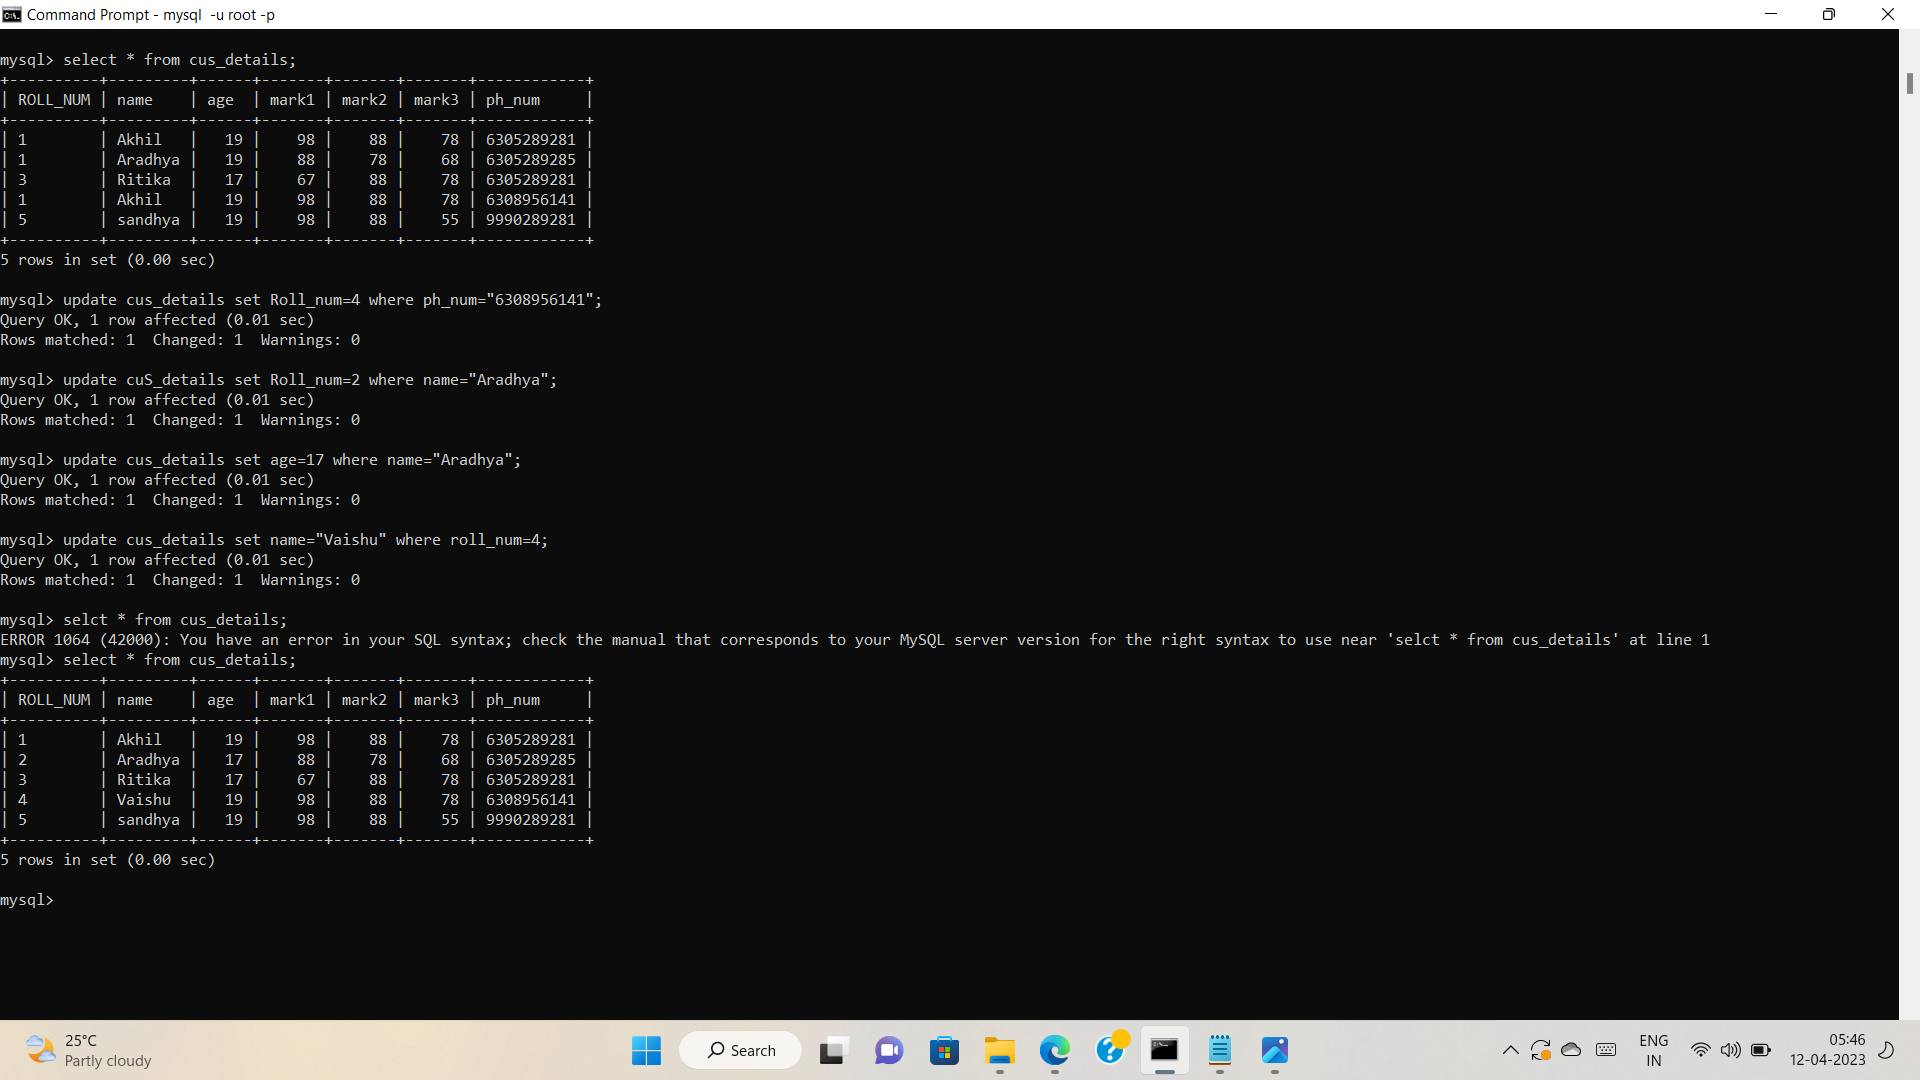 Command Prompt - mysql  -u root -p
mysql> select * from cus_details;
+----------+---------+------+-------+-------+-------+------------+
| ROLL_NUM | name    | age  | mark1 | mark2 | mark3 | ph_num     |
+----------+---------+------+-------+-------+-------+------------+
| 1        | Akhil   |   19 |    98 |    88 |    78 | 6305289281 |
| 1        | Aradhya |   19 |    88 |    78 |    68 | 6305289285 |
| 3        | Ritika  |   17 |    67 |    88 |    78 | 6305289281 |
| 1        | Akhil   |   19 |    98 |    88 |    78 | 6308956141 |
| 5        | sandhya |   19 |    98 |    88 |    55 | 9990289281 |
+----------+---------+------+-------+-------+-------+------------+
5 rows in set (0.00 sec)
mysql> update cus_details set Roll_num=4 where ph_num="6308956141";
Query OK, 1 row affected (0.01 sec)
Rows matched: 1  Changed: 1  Warnings: 0
mysql> update cuS_details set Roll_num=2 where name="Aradhya";
Query OK, 1 row affected (0.01 sec)
Rows matched: 1  Changed: 1  Warnings: 0
mysql> update cus_details set age=17 where name="Aradhya";
Query OK, 1 row affected (0.01 sec)
Rows matched: 1  Changed: 1  Warnings: 0
mysql> update cus_details set name="Vaishu" where roll_num=4;
Query OK, 1 row affected (0.01 sec)
Rows matched: 1  Changed: 1  Warnings: 0
mysql> selct * from cus_details;
ERROR 1064 (42000): You have an error in your SQL syntax; check the manual that corresponds to your MySQL server version for the right syntax to use near 'selct * from cus_details' at line 1
mysql> select * from cus_details;
+----------+---------+------+-------+-------+-------+------------+
| ROLL_NUM | name    | age  | mark1 | mark2 | mark3 | ph_num     |
+----------+---------+------+-------+-------+-------+------------+
| 1        | Akhil   |   19 |    98 |    88 |    78 | 6305289281 |
| 2        | Aradhya |   17 |    88 |    78 |    68 | 6305289285 |
| 3        | Ritika  |   17 |    67 |    88 |    78 | 6305289281 |
| 4        | Vaishu  |   19 |    98 |    88 |    78 | 6308956141 |
| 5        | sandhya |   19 |    98 |    88 |    55 | 9990289281 |
+----------+---------+------+-------+-------+-------+------------+
5 rows in set (0.00 sec)
mysql>
25°C
Partly cloudy
Search
ENG
IN
05:46
12-04-2023